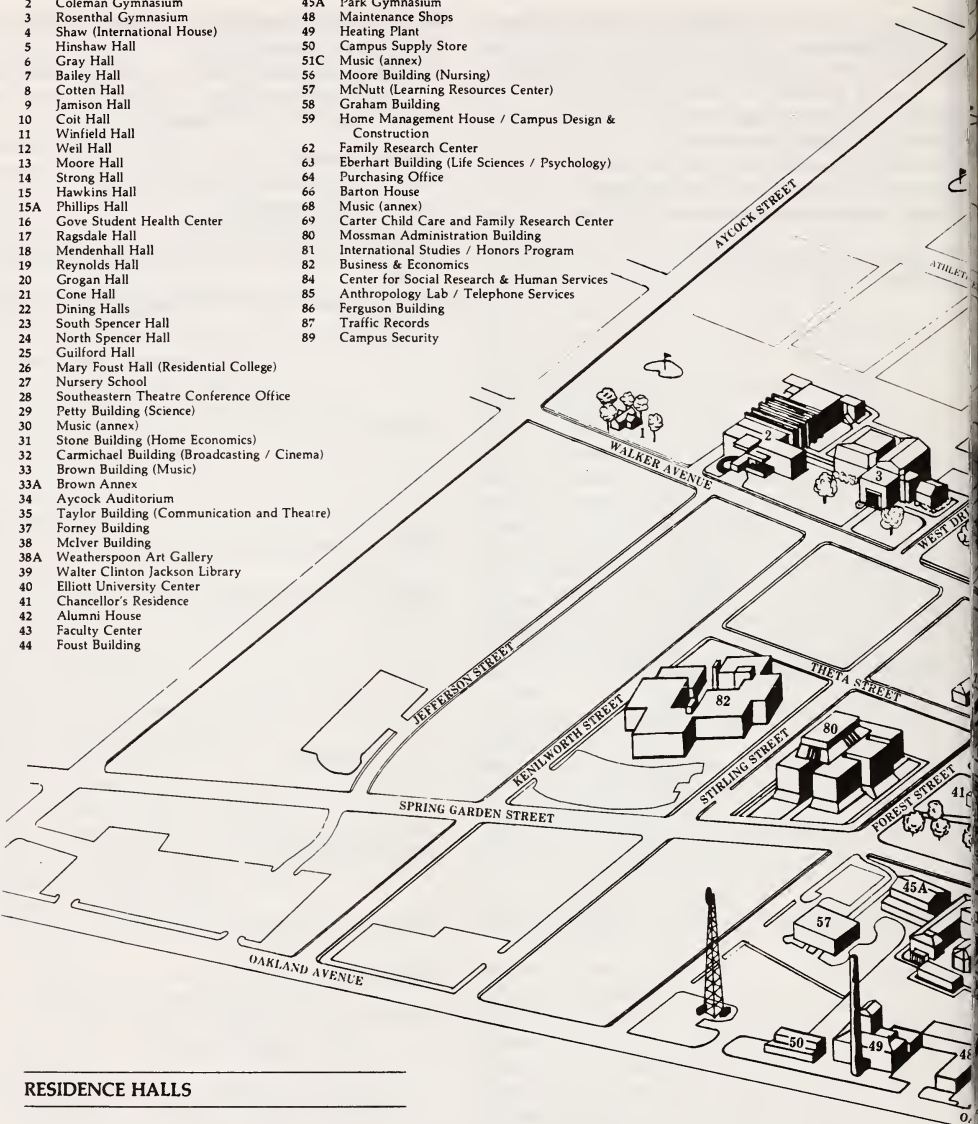 2 Coleman Gymnasium
3 Rosenthal Gymnasium
4 Shaw (International House)
5 Hinshaw Hall
6 Gray Hall
7 Bailey Hall
8 Cotten Hall
9 Jamison Hall
10 Coit Hall
11 Winfield Hall
12 Weil Hall
13 Moore Hall
14 Strong Hall
15 Hawkins Hall
15A Phillips Hall
16 Gove Student Health Center
17 Ragsdale Hall
18 Mendenhall Hall
19 Reynolds Hall
20 Grogan Hall
21 Cone Hall
22 Dining Halls
23 South Spencer Hall
24 North Spencer Hall
25 Guilford Hall
26 Mary Foust Hall (Residential College)
27 Nursery School
28 Southeastern Theatre Conference Office
29 Petty Building (Science)
30 Music (annex)
31 Stone Building (Home Economics)
32 Carmichael Building (Broadcasting / Cinema)
33 Brown Building (Music)
33A Brown Annex
34 Aycock Auditorium
35 Taylor Building (Communication and Theatre)
37 Forney Building
38 McIver Building
38A Weatherspoon Art Gallery
39 Walter Clinton Jackson Library
40 Elliott University Center
41 Chancellor's Residence
42 Alumni House
43 Faculty Center
44 Foust Building
45A Park Gymnasium
48 Maintenance Shops
49 Heating Plant
50 Campus Supply Store
51C Music (annex)
56 Moore Building (Nursing)
57 McNutt (Learning Resources Center)
58 Graham Building
59 Home Management House / Campus Design &
Construction
62 Family Research Center
63 Eberhart Building (Life Sciences / Psychology)
64 Purchasing Office
66 Barton House
68 Music (annex)
69 Carter Child Care and Family Research Center
80 Mossman Administration Building
81 International Studies / Honors Program
82 Business & Economics
84 Center for Social Research & Human Services
85 Anthropology Lab / Telephone Services
86 Ferguson Building
87 Traffic Records
89 Campus Security
AYCOCK STREET
ATHLET
1
2
3
WALKER AVENUE
WEST DRI
JEFFERSON STREET
KENILWORTH STREET
82
THETA STREET
80
STIRLING STREET
FOREST STREET
41
SPRING GARDEN STREET
45A
57
OAKLAND AVENUE
50
49
48
RESIDENCE HALLS